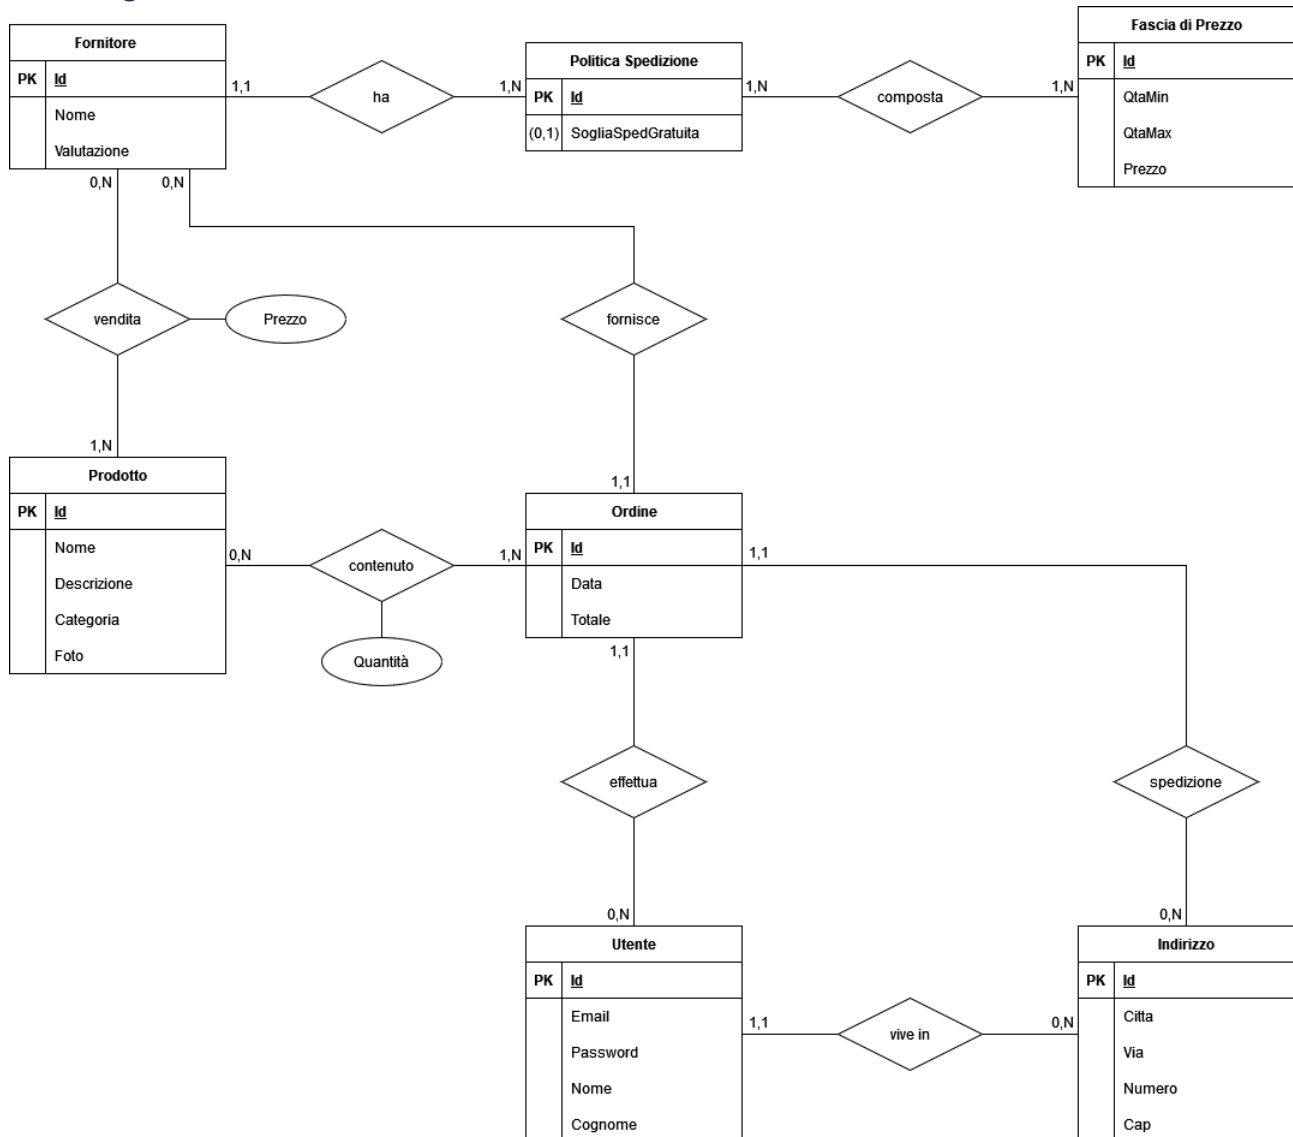 Fornitore
PK Id
Nome
Valutazione
1,1
ha
1,N
Politica Spedizione
PK Id
(0,1) SogliaSpedGratuita
1,N
composta
1,N
Fascia di Prezzo
PK Id
QtaMin
QtaMax
Prezzo
0,N
0,N
vendita
Prezzo
fornisce
1,N
1,1
Prodotto
PK Id
Nome
Descrizione
Categoria
Foto
0,N
contenuto
1,N
Quantità
Ordine
PK Id
Data
Totale
1,1
1,1
effettua
spedizione
0,N
0,N
Utente
PK Id
Email
Password
Nome
Cognome
1,1
vive in
0,N
Indirizzo
PK Id
Citta
Via
Numero
Cap